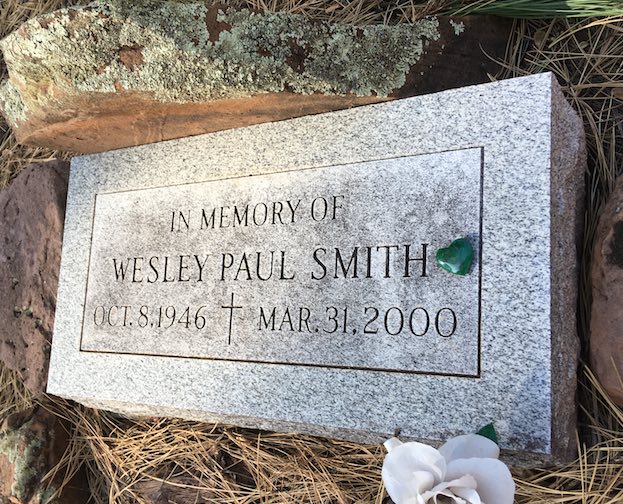 IN MEMORY OF
WESLEY PAUL SMITH
OCT. 8, 1946 MAR. 31, 2000